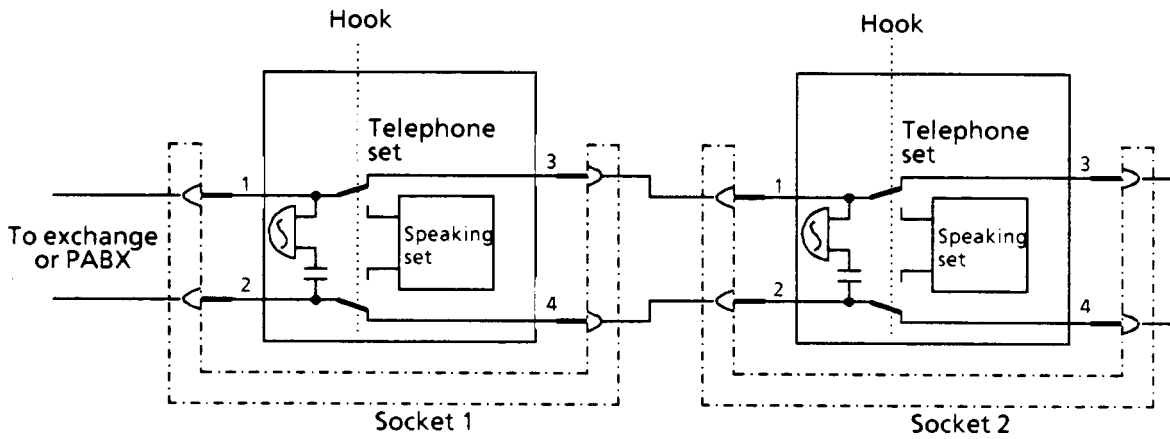 Hook
Hook
Telephone
set
Telephone
set
1
3
1
3
To exchange
or PABX
Speaking
set
Speaking
set
2
4
2
4
Socket 1
Socket 2